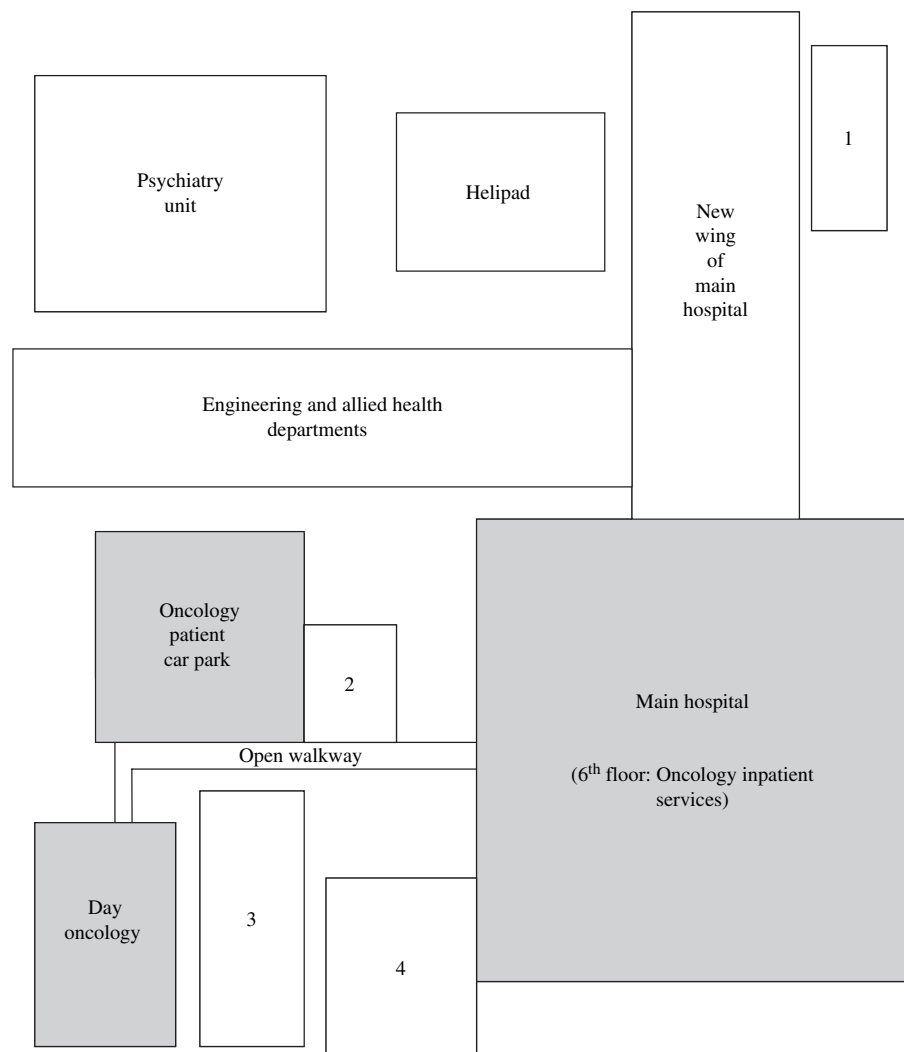 Psychiatry
unit
Helipad
New
wing
of
main
hospital
1
Engineering and allied health
departments
Oncology
patient
car park
2
Main hospital
(6th floor: Oncology inpatient
services)
Open walkway
Day
oncology
3
4